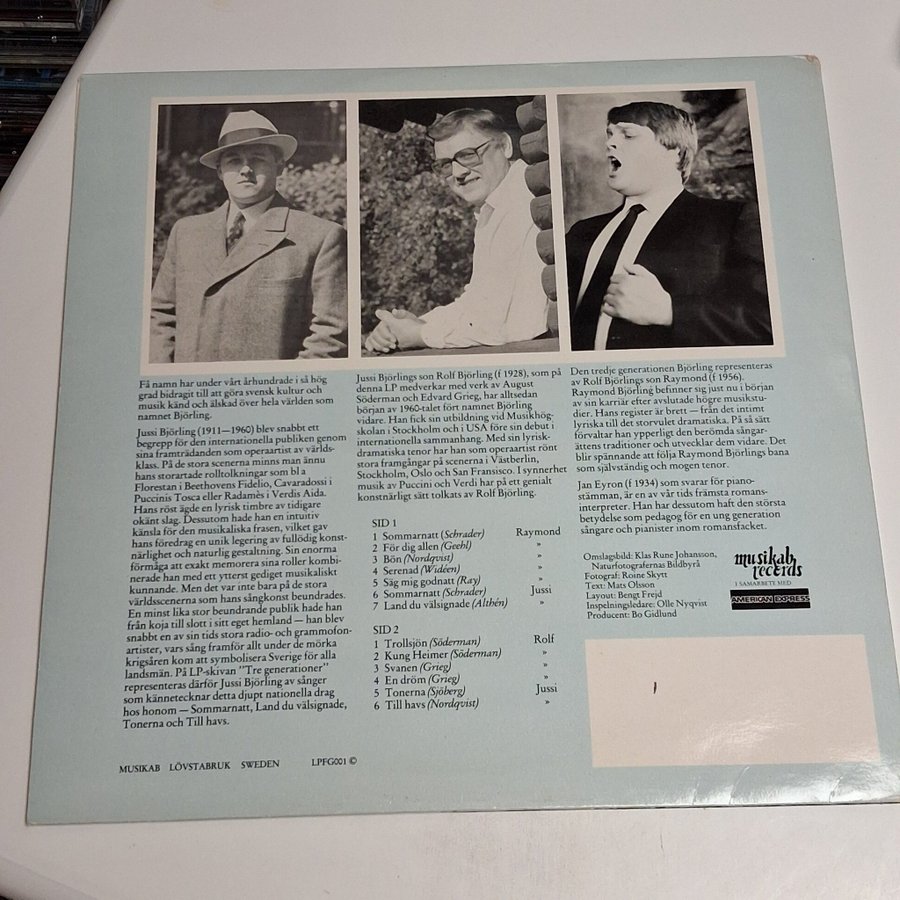 Få namn har under vårt århundrade i så hög
grad bidragit till att göra svensk kultur och
musik känd och älskad över hela världen som
namnet Björling.
Jussi Björling (1911–1960) blev snabbt ett
begrepp för den internationella publiken genom
sina framträdanden som operaartist av världs-
klass. På de stora scenerna minns man ännu
hans storartade rolltolkningar som bl a
Florestan i Beethovens Fidelio, Cavaradossi i
Puccinis Tosca eller Radamès i Verdis Aida.
Hans röst ägde en lyrisk timbre av tidigare
okänt slag. Dessutom hade han en intuitiv
känsla för den musikaliska frasen, vilket gav
hans föredrag en unik legering av fullödig konst-
närlighet och naturlig gestaltning. Sin enorma
förmåga att exakt memorera sina roller kombi-
nerade han med ett ytterst gediget musikaliskt
kunnande. Men det var inte bara på de stora
världsscenerna som hans sångkonst beundrades.
En minst lika stor beundrande publik hade han
från koja till slott i sitt eget hemland — han blev
snabbt en av sin tids stora radio- och grammofon-
artister, vars sång framför allt under de mörka
krigsåren kom att symbolisera Sverige för alla
landsmän. På LP-skivan "Tre generationer"
representeras därför Jussi Björling av sånger
som kännetecknar detta djupt nationella drag
hos honom — Sommarnatt, Land du välsignade,
Tonerna och Till havs.
Jussi Björlings son Rolf Björling (f 1928), som på
denna LP medverkar med verk av August
Söderman och Edvard Grieg, har alltsedan
början av 1960-talet fört namnet Björling
vidare. Han fick sin utbildning vid Musikhög-
skolan i Stockholm och i USA före sin debut i
internationella sammanhang. Med sin lyrisk-
dramatiska tenor har han som operaartist rönt
stora framgångar på scenerna i Västberlin,
Stockholm, Oslo och San Fransisco. I synnerhet
musik av Puccini och Verdi har på ett genialt
konstnärligt sätt tolkats av Rolf Björling.
SID 1
1 Sommarnatt (Schrader) Raymond
2 För dig allen (Geehl) »
3 Bön (Nordqvist) »
4 Serenad (Widéen) »
5 Säg mig godnatt (Ray) »
6 Sommarnatt (Schrader) Jussi
7 Land du välsignade (Althén) »
SID 2
1 Trollsjön (Söderman) Rolf
2 Kung Heimer (Söderman) »
3 Svanen (Grieg) »
4 En dröm (Grieg) »
5 Tonerna (Sjöberg) Jussi
6 Till havs (Nordqvist) »
Den tredje generationen Björling representeras
av Rolf Björlings son Raymond (f 1956).
Raymond Björling befinner sig just nu i början
av sin karriär efter avslutade högre musikstu-
dier. Hans register är brett — från det intimt
lyriska till det storvulet dramatiska. På så sätt
förvaltar han ypperligt den berömda sångar-
ättens traditioner och utvecklar dem vidare. Det
blir spännande att följa Raymond Björlings bana
som självständig och mogen tenor.
Jan Eyron (f 1934) som svarar för piano-
stämman, är en av vår tids främsta romans-
interpreter. Han har dessutom haft den största
betydelse som pedagog för en ung generation
sångare och pianister inom romansfacket.
Omslagsbild: Klas Rune Johansson,
Naturfotografernas Bildbyrå
Fotograf: Roine Skytt
Text: Mats Olsson
Layout: Bengt Frejd
Inspelningsledare: Olle Nyqvist
Producent: Bo Gidlund
musikab
records
I SAMARBETE MED
AMERICAN EXPRESS
MUSIKAB LÖVSTABRUK SWEDEN LPFG001 ©